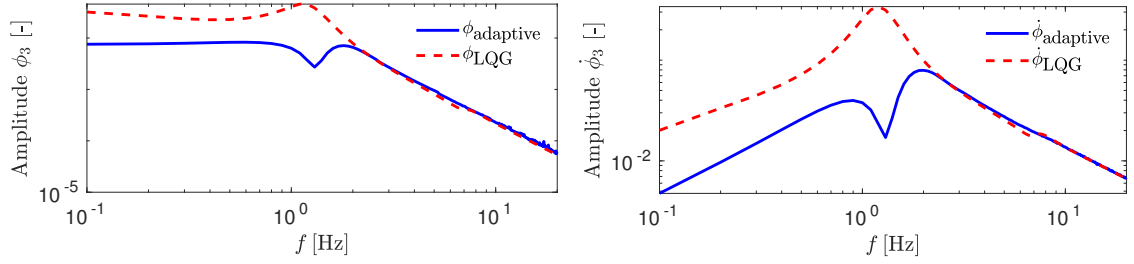 Amplitude ϕ₃ [-]
ϕadaptive
ϕLQG
10⁻⁵
10⁻¹ 10⁰ 10¹
f [Hz]
Amplitude ϕ̇₃ [-]
ϕ̇adaptive
ϕ̇LQG
10⁻²
10⁻¹ 10⁰ 10¹
f [Hz]